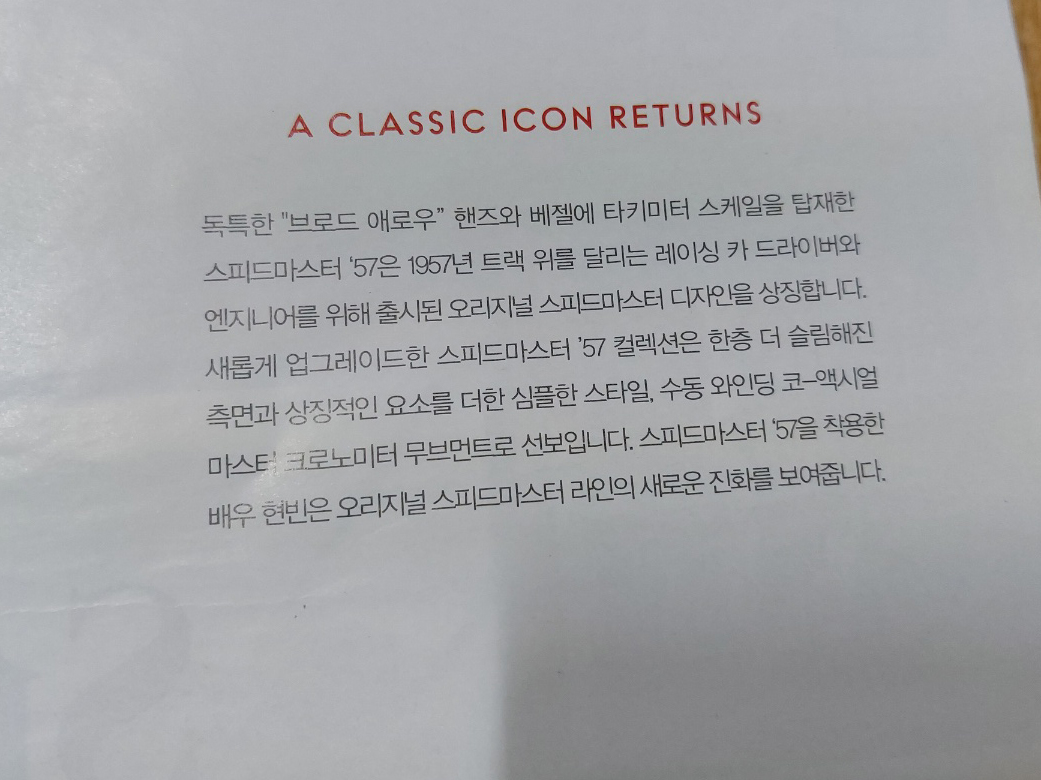 A CLASSIC ICON RETURNS
독특한 "브로드 애로우” 핸즈와 베젤에 타키미터 스케일을 탑재한
스피드마스터 ‘57은 1957년 트랙 위를 달리는 레이싱 카 드라이버와
엔지니어를 위해 출시된 오리지널 스피드마스터 디자인을 상징합니다.
새롭게 업그레이드한 스피드마스터 ’57 컬렉션은 한층 더 슬림해진
측면과 상징적인 요소를 더한 심플한 스타일, 수동 와인딩 코-액시얼
마스터 크로노미터 무브먼트로 선보입니다. 스피드마스터 ‘57을 착용한
배우 현빈은 오리지널 스피드마스터 라인의 새로운 진화를 보여줍니다.